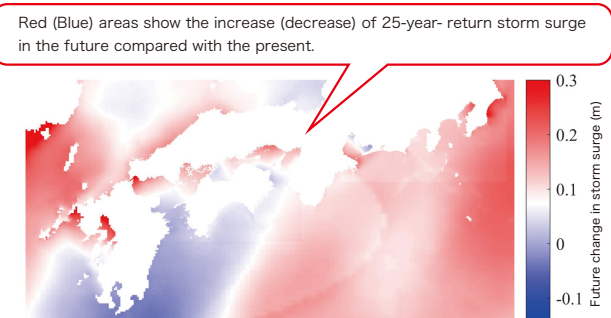 Red (Blue) areas show the increase (decrease) of 25-year- return storm surge
in the future compared with the present.
0.3
0.2
0.1
0
-0.1
Future change in storm surge (m)